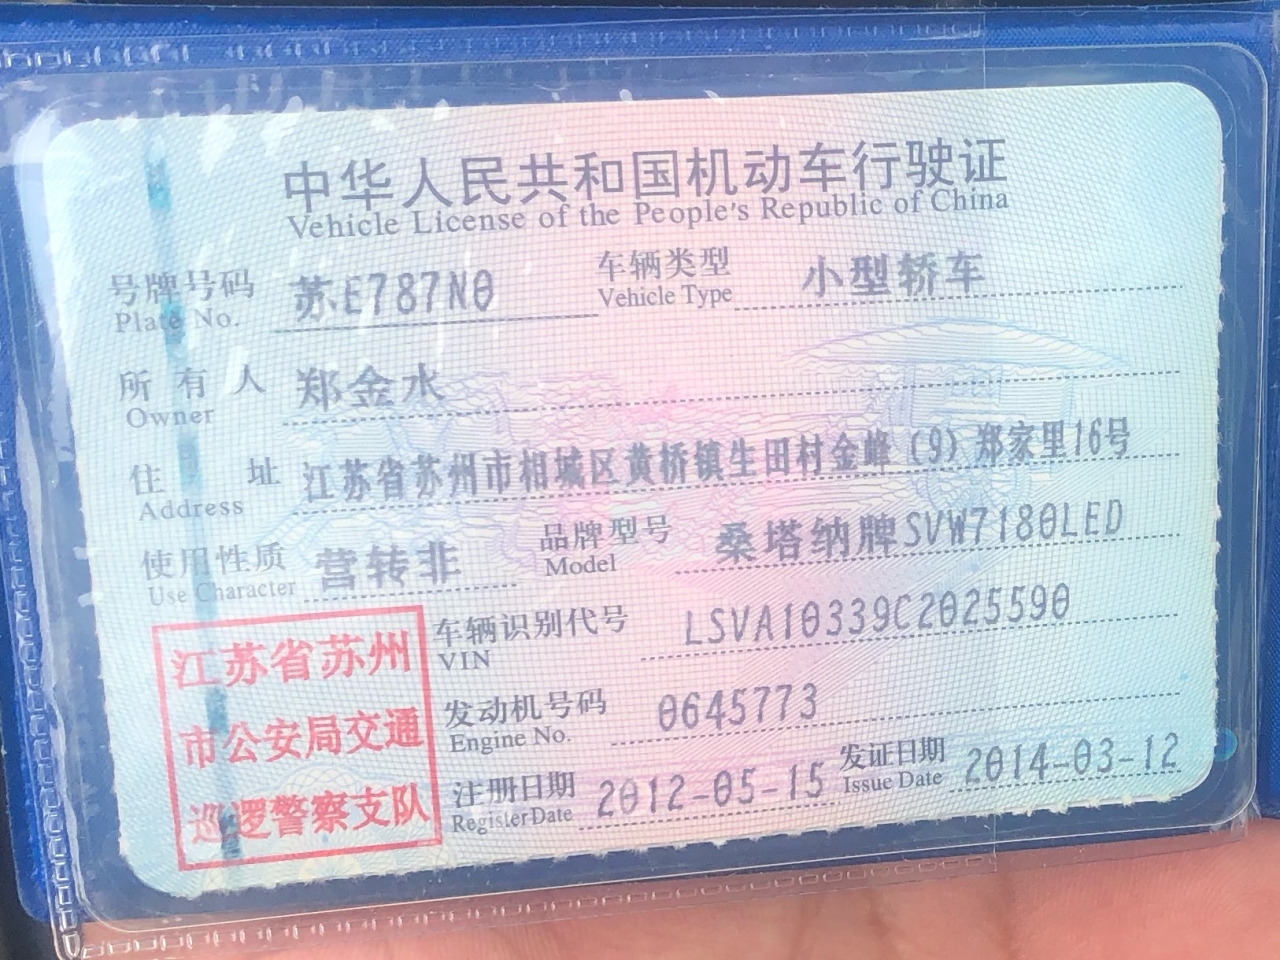 中华人民共和国机动车行驶证
Vehicle License of the People's Republic of China
号牌号码 苏E787N0 车辆类型 小型轿车
Plate No. Vehicle Type
所有人 郑金水
Owner
住址 江苏省苏州市相城区黄桥镇生田村金峰(9)郑家里16号
Address
使用性质 营转非 品牌型号 桑塔纳牌SVW7180LED
Use Character Model
江苏省苏州
市公安局交通
巡逻警察支队
车辆识别代号 LSVA10339C2025590
VIN
发动机号码 0645773
Engine No.
注册日期 2012-05-15 发证日期 2014-03-12
Register Date Issue Date